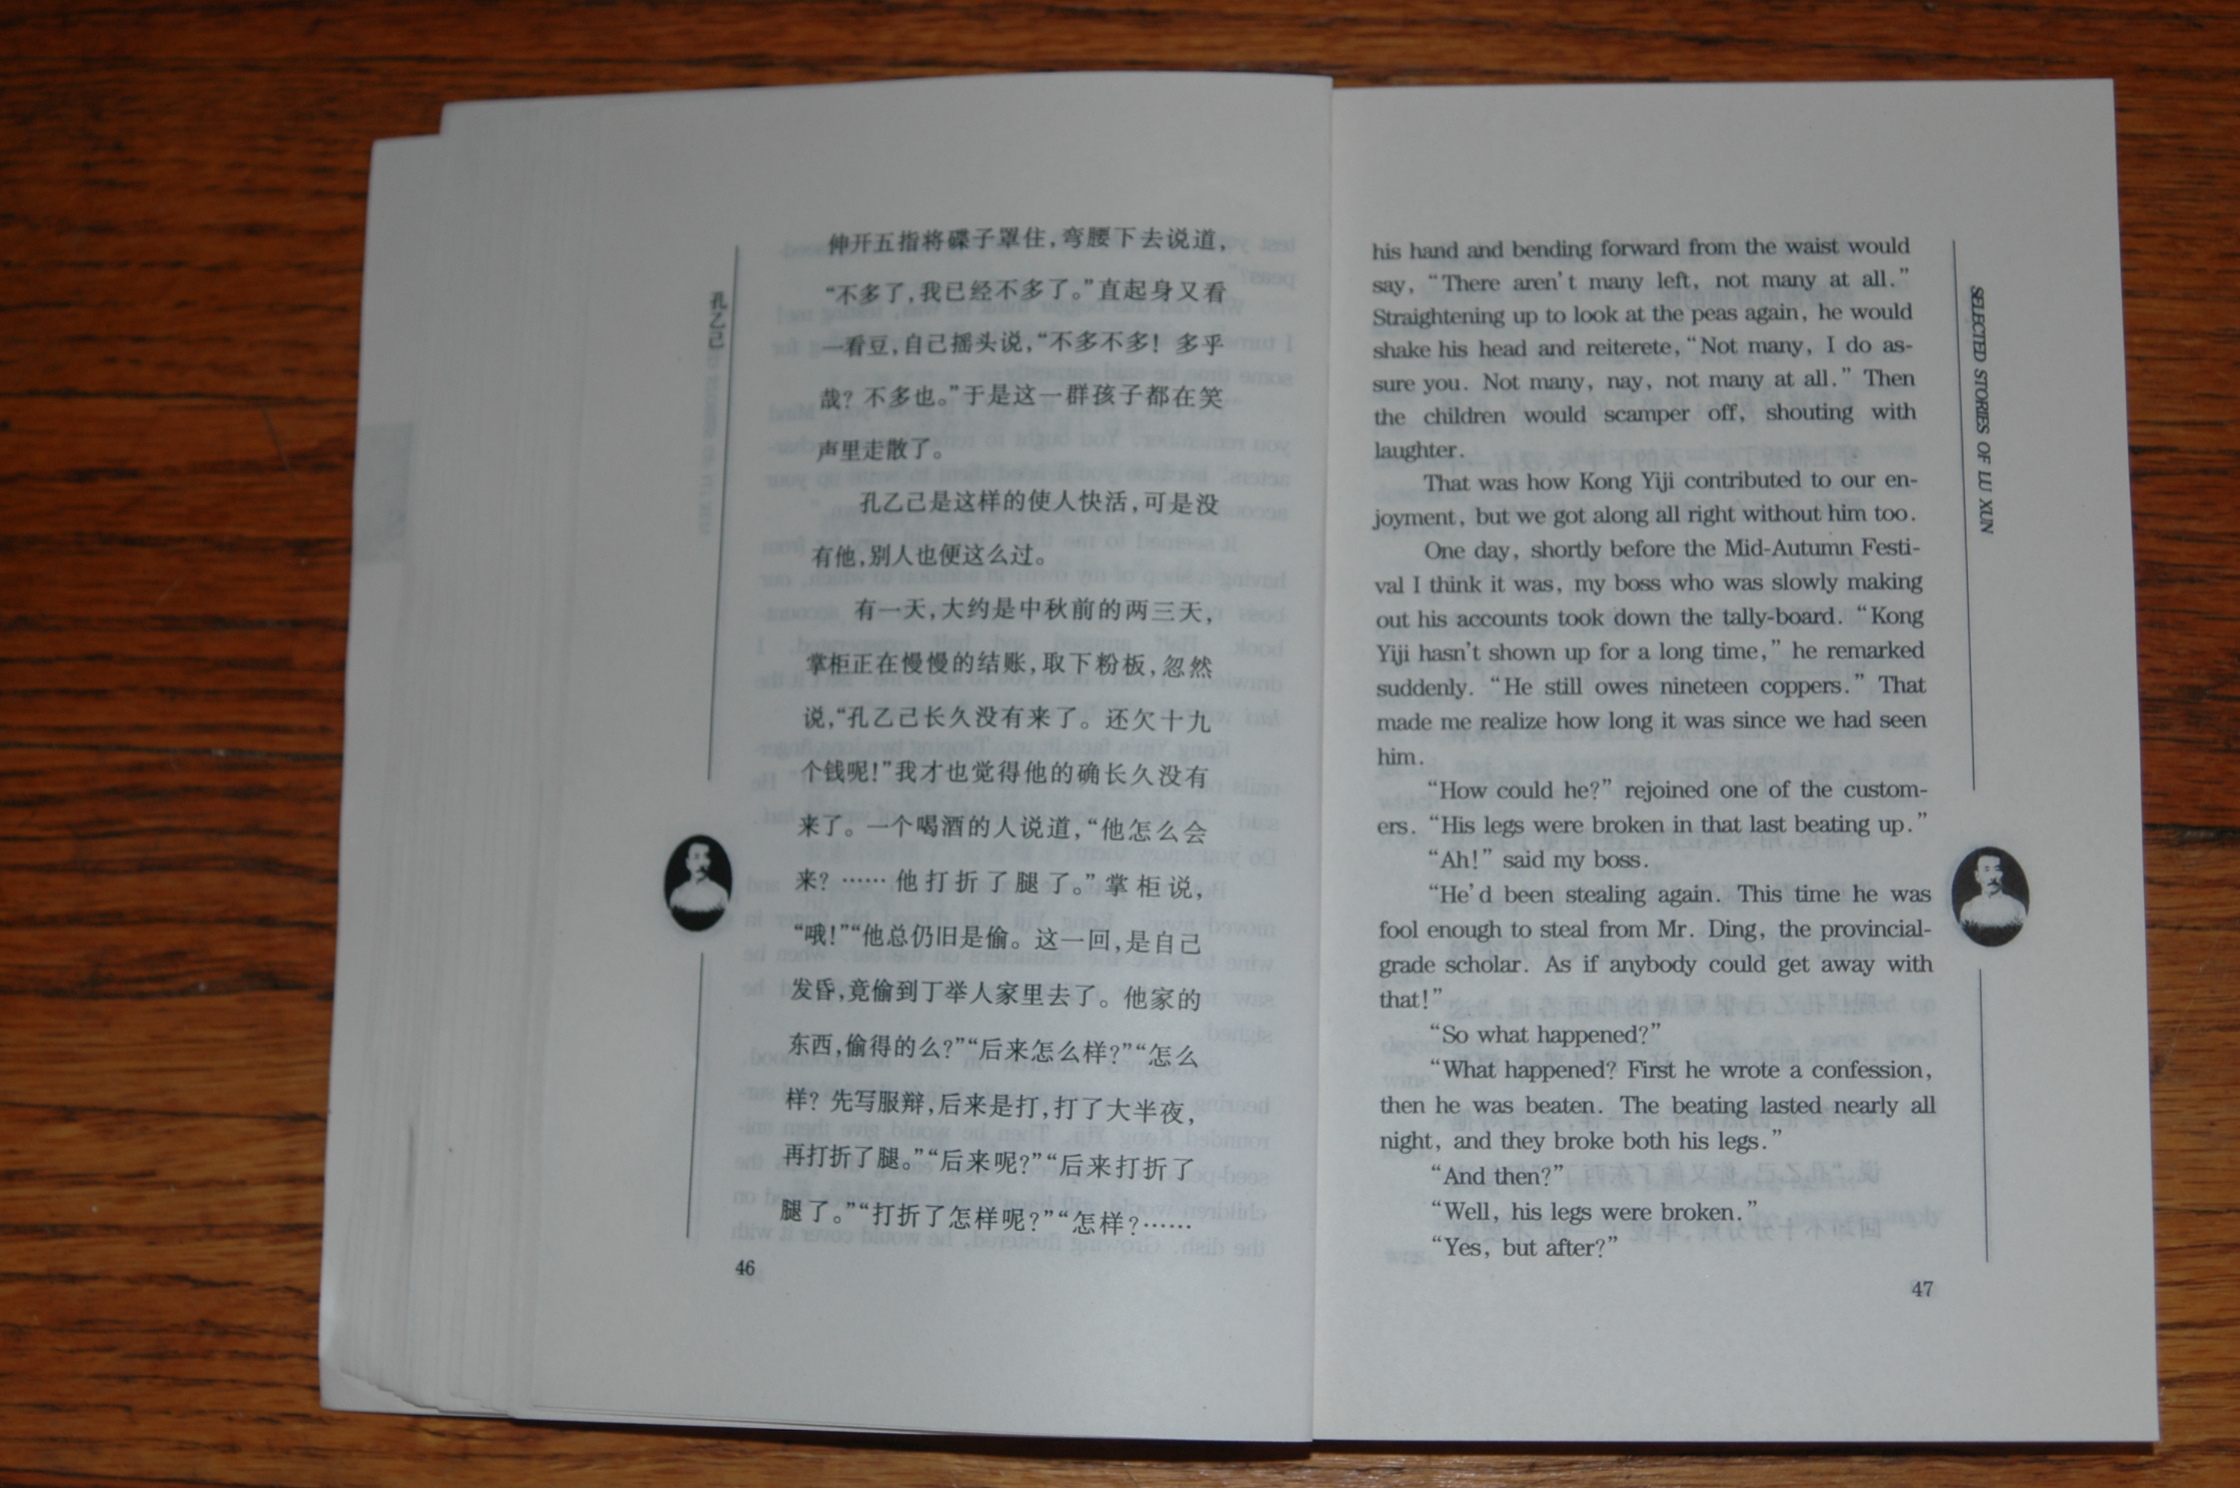 孔乙己
伸开五指将碟子罩住，弯腰下去说道，
“不多了，我已经不多了。”直起身又看
一看豆，自己摇头说，“不多不多！多乎
哉？不多也。”于是这一群孩子都在笑
声里走散了。
孔乙己是这样的使人快活，可是没
有他，别人也便这么过。
有一天，大约是中秋前的两三天，
掌柜正在慢慢的结账，取下粉板，忽然
说，“孔乙己长久没有来了。还欠十九
个钱呢！”我才也觉得他的确长久没有
来了。一个喝酒的人说道，“他怎么会
来？……他打折了腿了。”掌柜说，
“哦！”“他总仍旧是偷。这一回，是自己
发昏，竟偷到丁举人家里去了。他家的
东西，偷得的么？”“后来怎么样？”“怎么
样？先写服辩，后来是打，打了大半夜，
再打折了腿。”“后来呢？”“后来打折了
腿了。”“打折了怎样呢？”“怎样？……
46
SELECTED STORIES OF LU XUN
his hand and bending forward from the waist would
say, “There aren't many left, not many at all.”
Straightening up to look at the peas again, he would
shake his head and reiterete, “Not many, I do as-
sure you. Not many, nay, not many at all.” Then
the children would scamper off, shouting with
laughter.
That was how Kong Yiji contributed to our en-
joyment, but we got along all right without him too.
One day, shortly before the Mid-Autumn Festi-
val I think it was, my boss who was slowly making
out his accounts took down the tally-board. “Kong
Yiji hasn't shown up for a long time,” he remarked
suddenly. “He still owes nineteen coppers.” That
made me realize how long it was since we had seen
him.
“How could he?” rejoined one of the custom-
ers. “His legs were broken in that last beating up.”
“Ah!” said my boss.
“He'd been stealing again. This time he was
fool enough to steal from Mr. Ding, the provincial-
grade scholar. As if anybody could get away with
that!”
“So what happened?”
“What happened? First he wrote a confession,
then he was beaten. The beating lasted nearly all
night, and they broke both his legs.”
“And then?”
“Well, his legs were broken.”
“Yes, but after?”
47